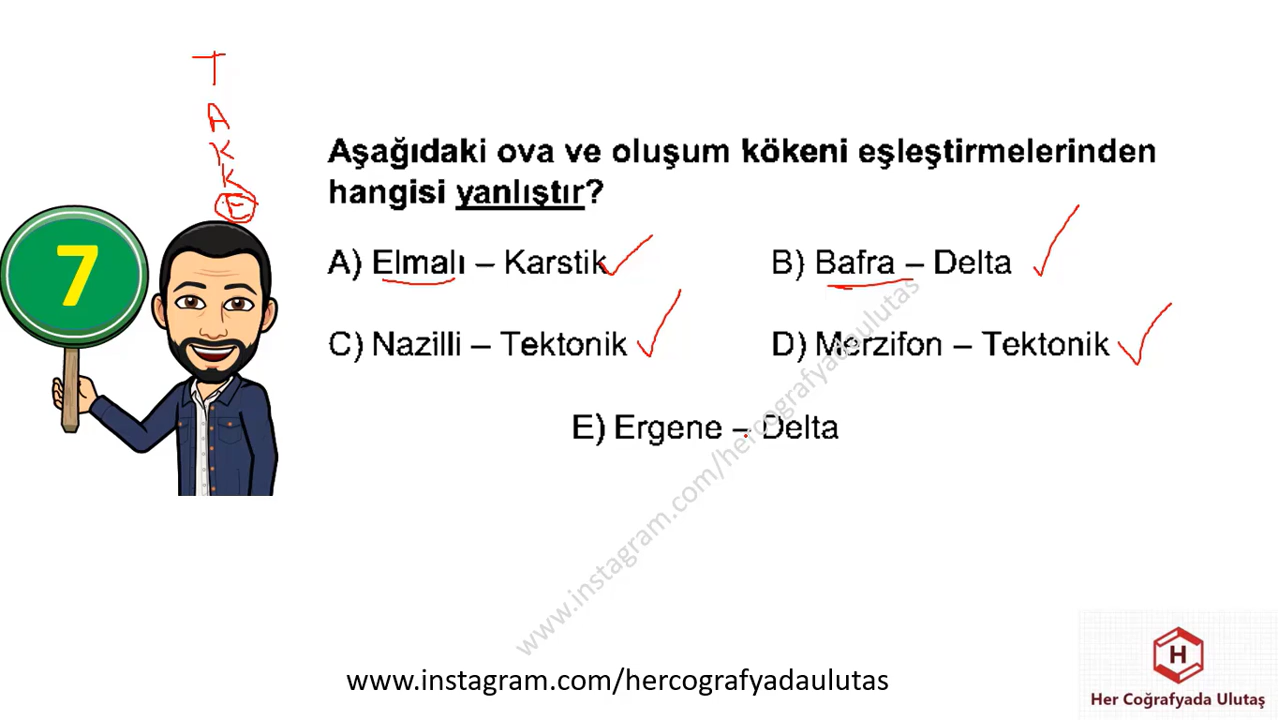 T
A
K
K
E
7
Aşağıdaki ova ve oluşum kökeni eşleştirmelerinden
hangisi yanlıştır?
A) Elmalı – Karstik
B) Bafra – Delta
C) Nazilli – Tektonik
D) Merzifon – Tektonik
E) Ergene – Delta
www.instagram.com/hercografyadaulutas
www.instagram.com/hercografyadaulutas
H
Her Coğrafyada Ulutaş